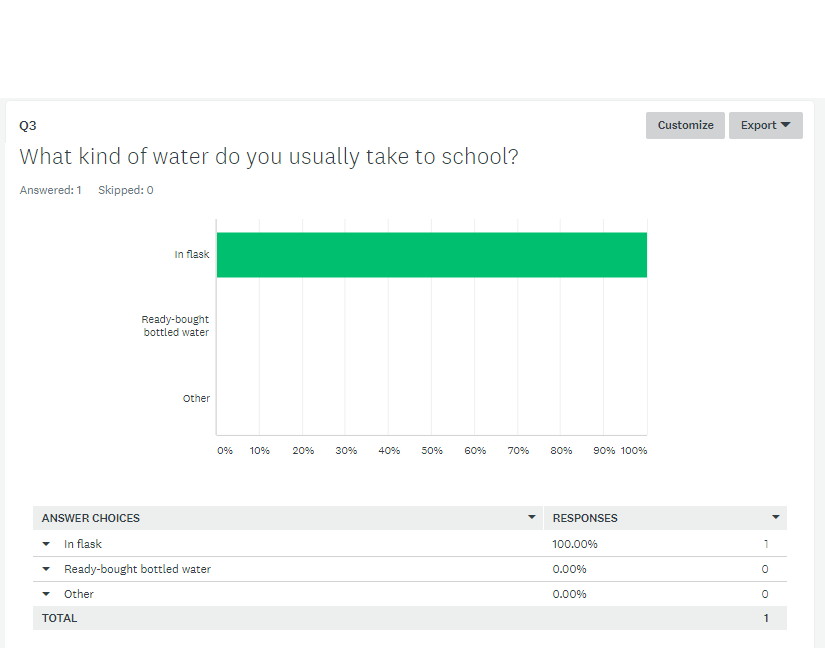 Q3
Customize
Export
What kind of water do you usually take to school?
Answered: 1 Skipped: 0
In flask
Ready-bought
bottled water
Other
0% 10% 20% 30% 40% 50% 60% 70% 80% 90% 100%
ANSWER CHOICES RESPONSES
In flask 100.00% 1
Ready-bought bottled water 0.00% 0
Other 0.00% 0
TOTAL 1